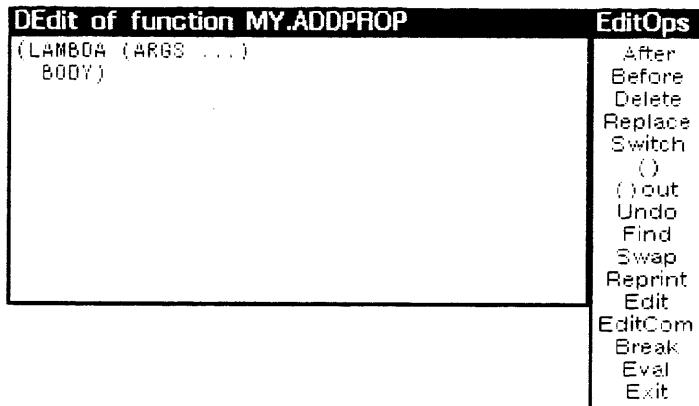 DEdit of function MY.ADDPROP
(LAMBDA (ARGS ...)
BODY)
EditOps
After
Before
Delete
Replace
Switch
()
()out
Undo
Find
Swap
Reprint
Edit
EditCom
Break
Eval
Exit